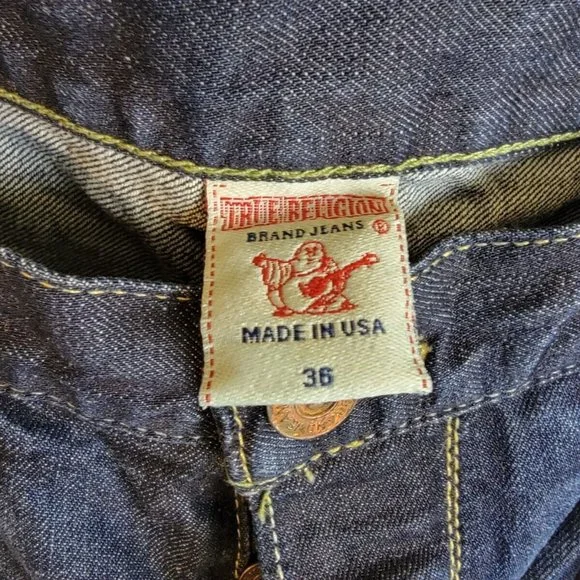 TRUE RELIGION
BRAND JEANS ®
MADE IN USA
36